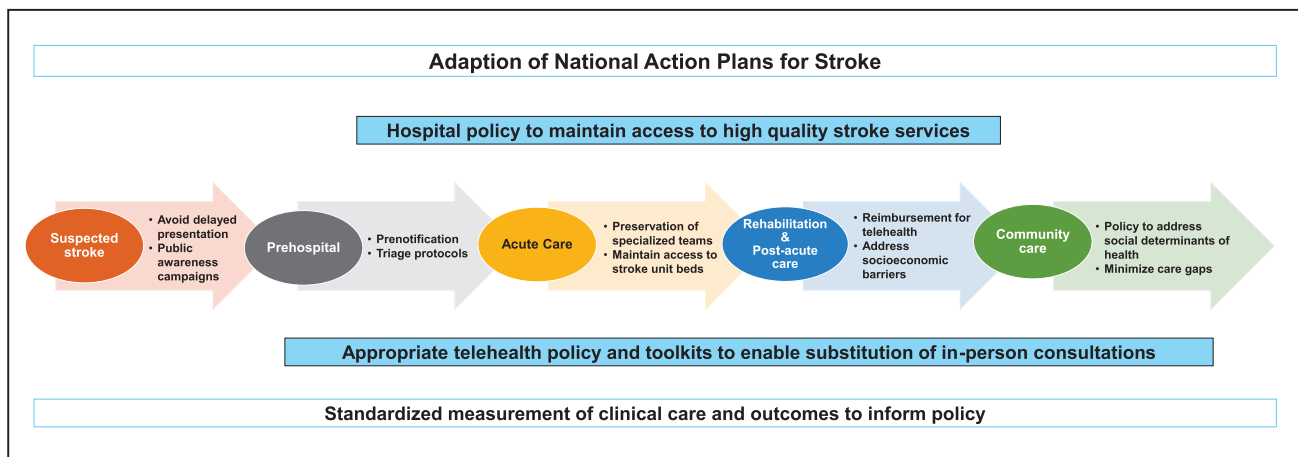 Adaption of National Action Plans for Stroke
Hospital policy to maintain access to high quality stroke services
Suspected
stroke
• Avoid delayed
presentation
• Public
awareness
campaigns
Prehospital
• Prenotification
• Triage protocols
Acute Care
• Preservation of
specialized teams
• Maintain access to
stroke unit beds
Rehabilitation
&
Post-acute
care
• Reimbursement for
telehealth
• Address
socioeconomic
barriers
Community
care
• Policy to address
social determinants of
health
• Minimize care gaps
Appropriate telehealth policy and toolkits to enable substitution of in-person consultations
Standardized measurement of clinical care and outcomes to inform policy